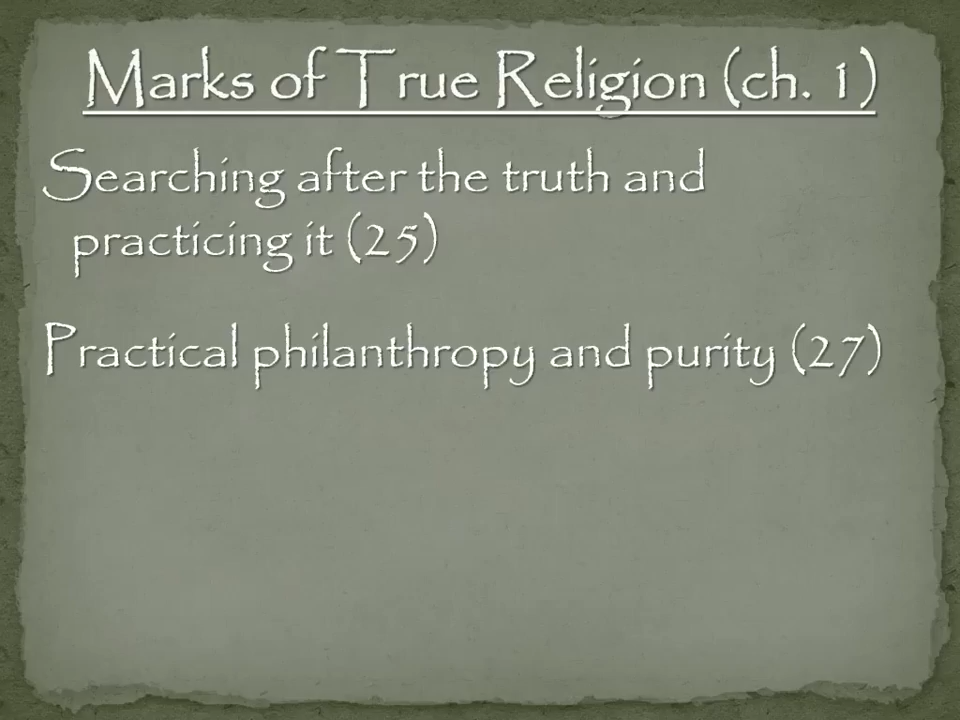 Marks of True Religion (ch. 1)
Searching after the truth and
practicing it (25)
Practical philanthropy and purity (27)